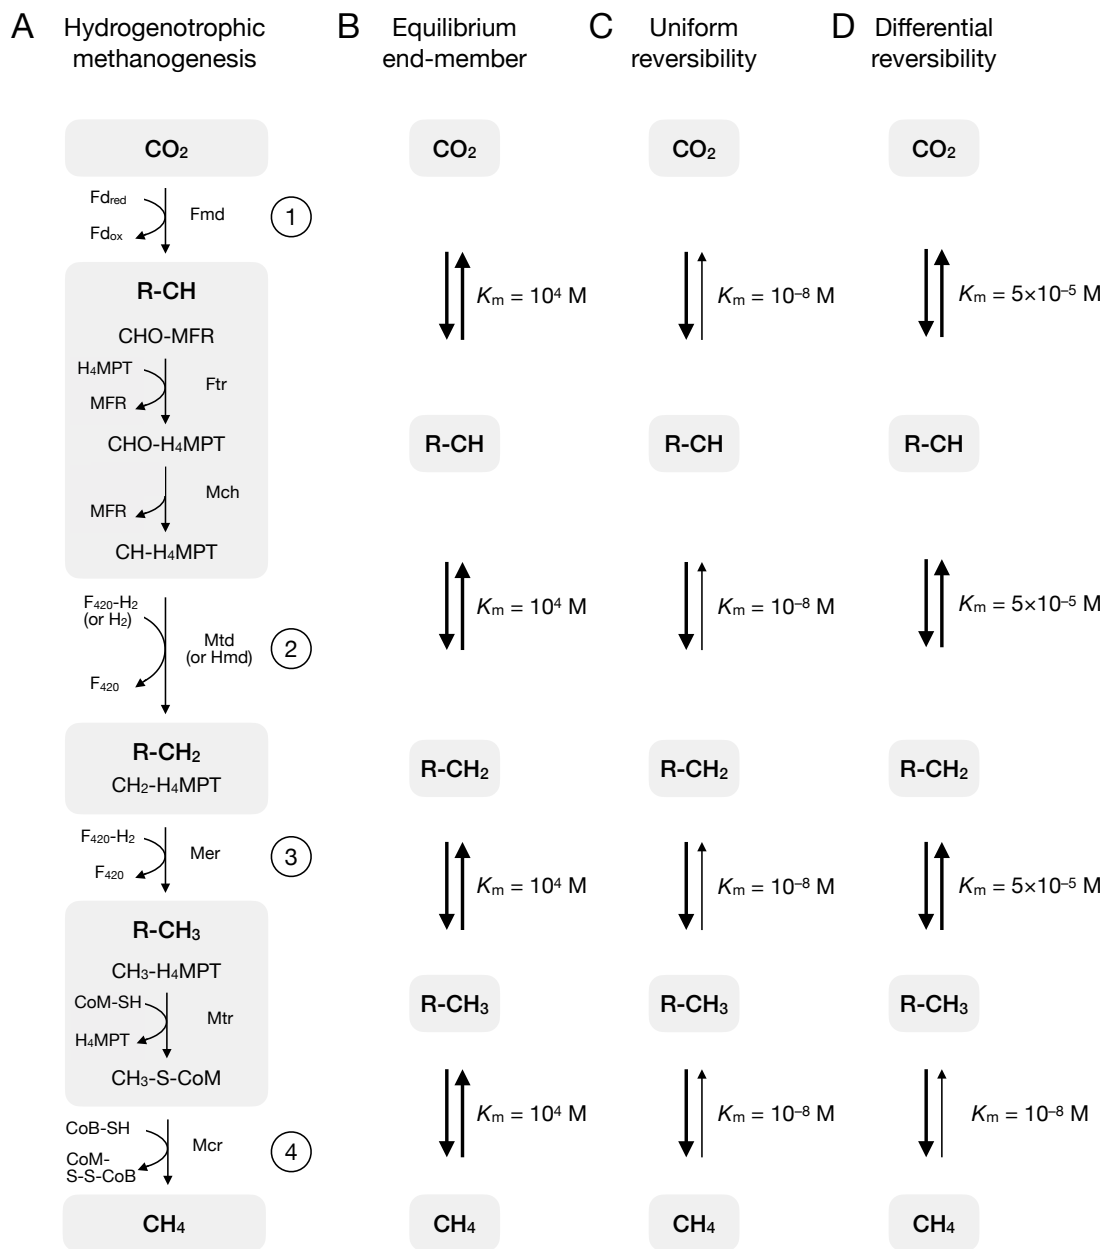 A
Hydrogenotrophic
methanogenesis
B
Equilibrium
end-member
C
Uniform
reversibility
D
Differential
reversibility
CO₂
Fd_red
Fd_ox
Fmd
1
R-CH
CHO-MFR
H₄MPT
MFR
Ftr
CHO-H₄MPT
MFR
Mch
CH-H₄MPT
F₄₂₀-H₂
(or H₂)
F₄₂₀
Mtd
(or Hmd)
2
R-CH₂
CH₂-H₄MPT
F₄₂₀-H₂
F₄₂₀
Mer
3
R-CH₃
CH₃-H₄MPT
CoM-SH
H₄MPT
Mtr
CH₃-S-CoM
CoB-SH
CoM-
S-S-CoB
Mcr
4
CH₄
CO₂
Kₘ = 10⁴ M
R-CH
Kₘ = 10⁴ M
R-CH₂
Kₘ = 10⁴ M
R-CH₃
Kₘ = 10⁴ M
CH₄
CO₂
Kₘ = 10⁻⁸ M
R-CH
Kₘ = 10⁻⁸ M
R-CH₂
Kₘ = 10⁻⁸ M
R-CH₃
Kₘ = 10⁻⁸ M
CH₄
CO₂
Kₘ = 5×10⁻⁵ M
R-CH
Kₘ = 5×10⁻⁵ M
R-CH₂
Kₘ = 5×10⁻⁵ M
R-CH₃
Kₘ = 10⁻⁸ M
CH₄